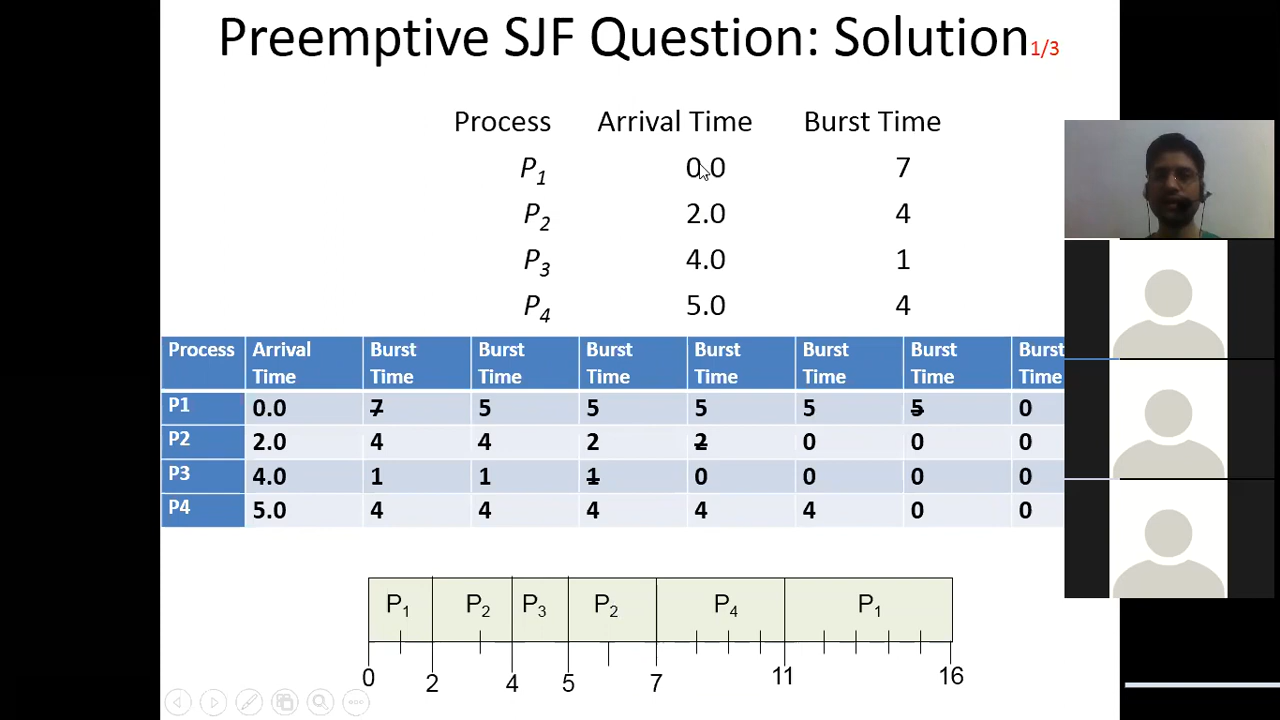 Preemptive SJF Question: Solution 1/3
Process Arrival Time Burst Time
P1 0.0 7
P2 2.0 4
P3 4.0 1
P4 5.0 4
Process Arrival Time Burst Time Burst Time Burst Time Burst Time Burst Time Burst Time Burst Time
P1 0.0 7 5 5 5 5 5 0
P2 2.0 4 4 2 2 0 0 0
P3 4.0 1 1 1 0 0 0 0
P4 5.0 4 4 4 4 4 0 0
P1 P2 P3 P2 P4 P1
0 2 4 5 7 11 16